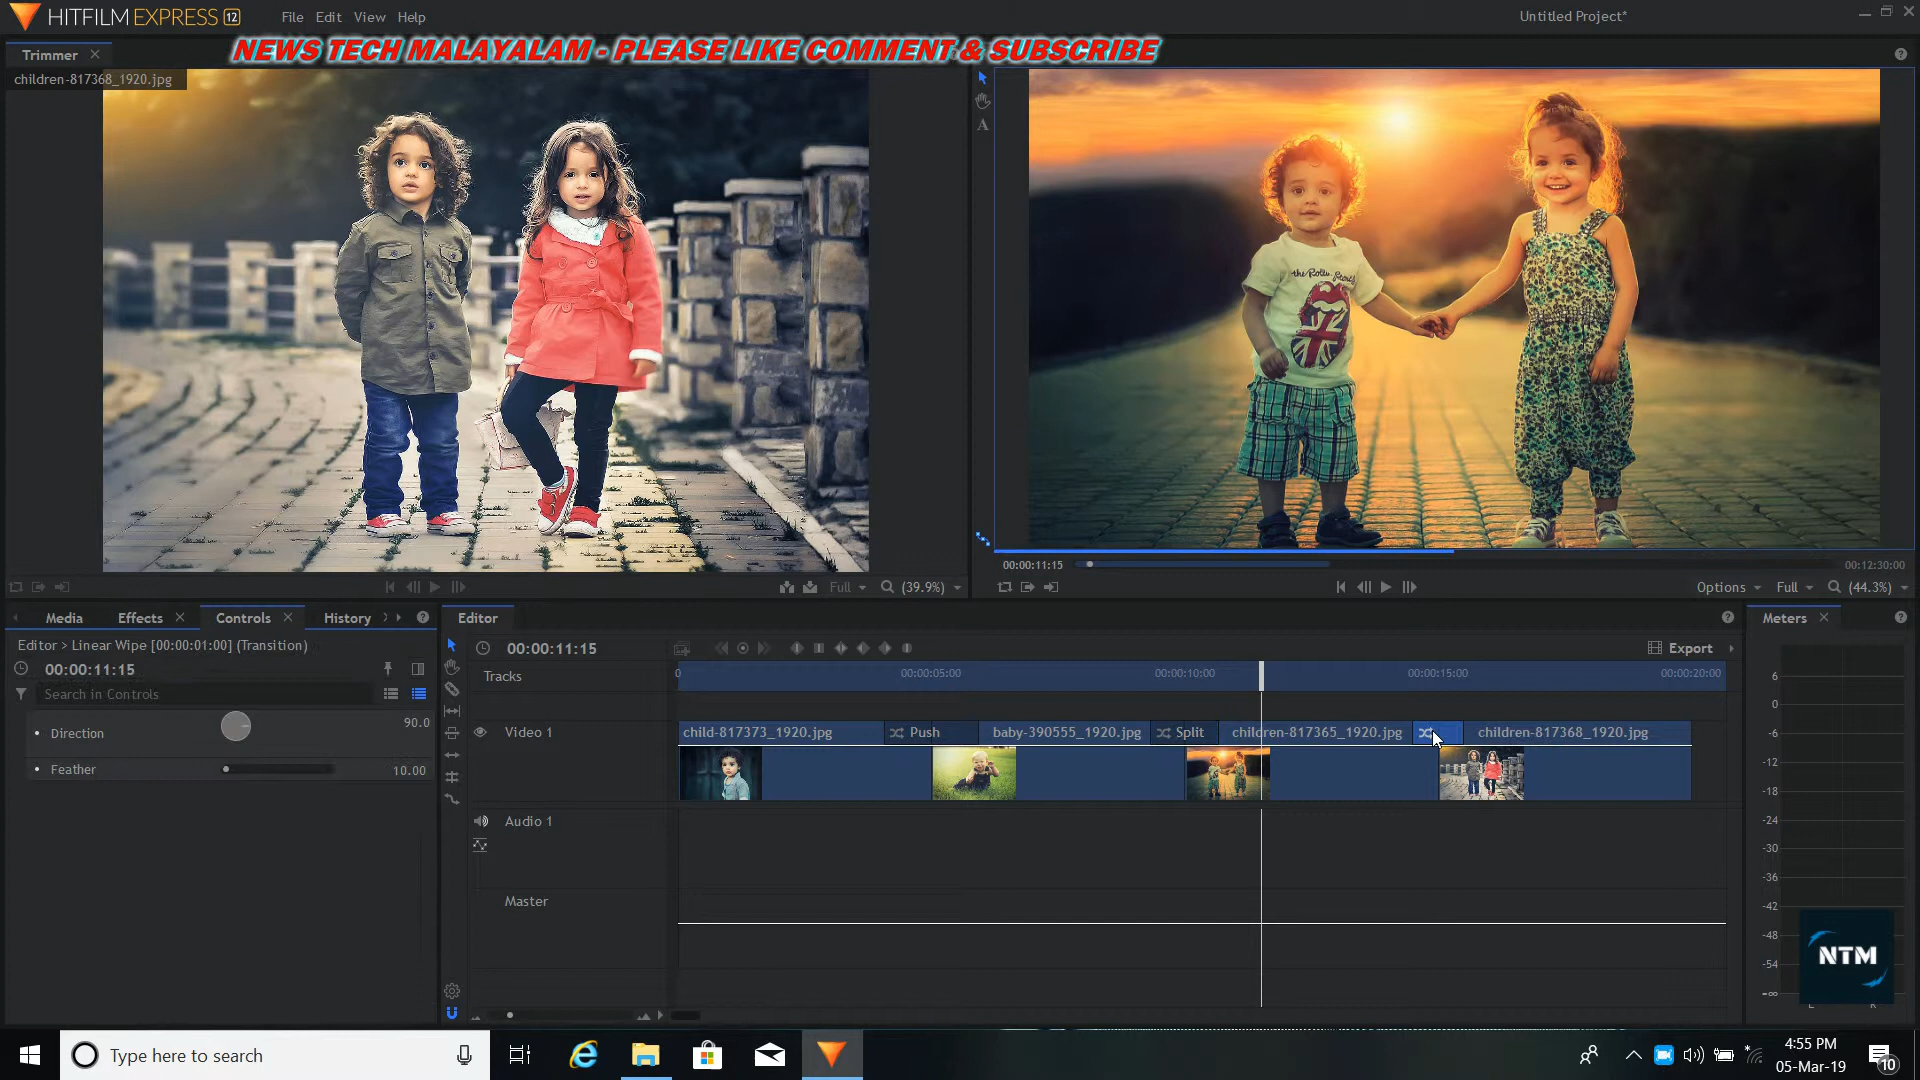 HITFILM EXPRESS 12
File Edit View Help
Untitled Project*
NEWS TECH MALAYALAM - PLEASE LIKE COMMENT & SUBSCRIBE
Trimmer
children-817368_1920.jpg
A
the Rolling Stones
Full (39.9%)
00:00:11:15
00:12:30:00
Options Full (44.3%)
Media Effects Controls History
Editor > Linear Wipe [00:00:01:00] (Transition)
00:00:11:15
Search in Controls
Direction 90.0
Feather 10.00
Editor
00:00:11:15
Export
Tracks
0 00:00:05:00 00:00:10:00 00:00:15:00 00:00:20:00
Video 1
child-817373_1920.jpg Push baby-390555_1920.jpg Split children-817365_1920.jpg children-817368_1920.jpg
Audio 1
Master
Meters
6
0
-6
-12
-18
-24
-30
-36
-42
-48
-54
-∞
L R
NTM
Type here to search
4:55 PM
05-Mar-19
10